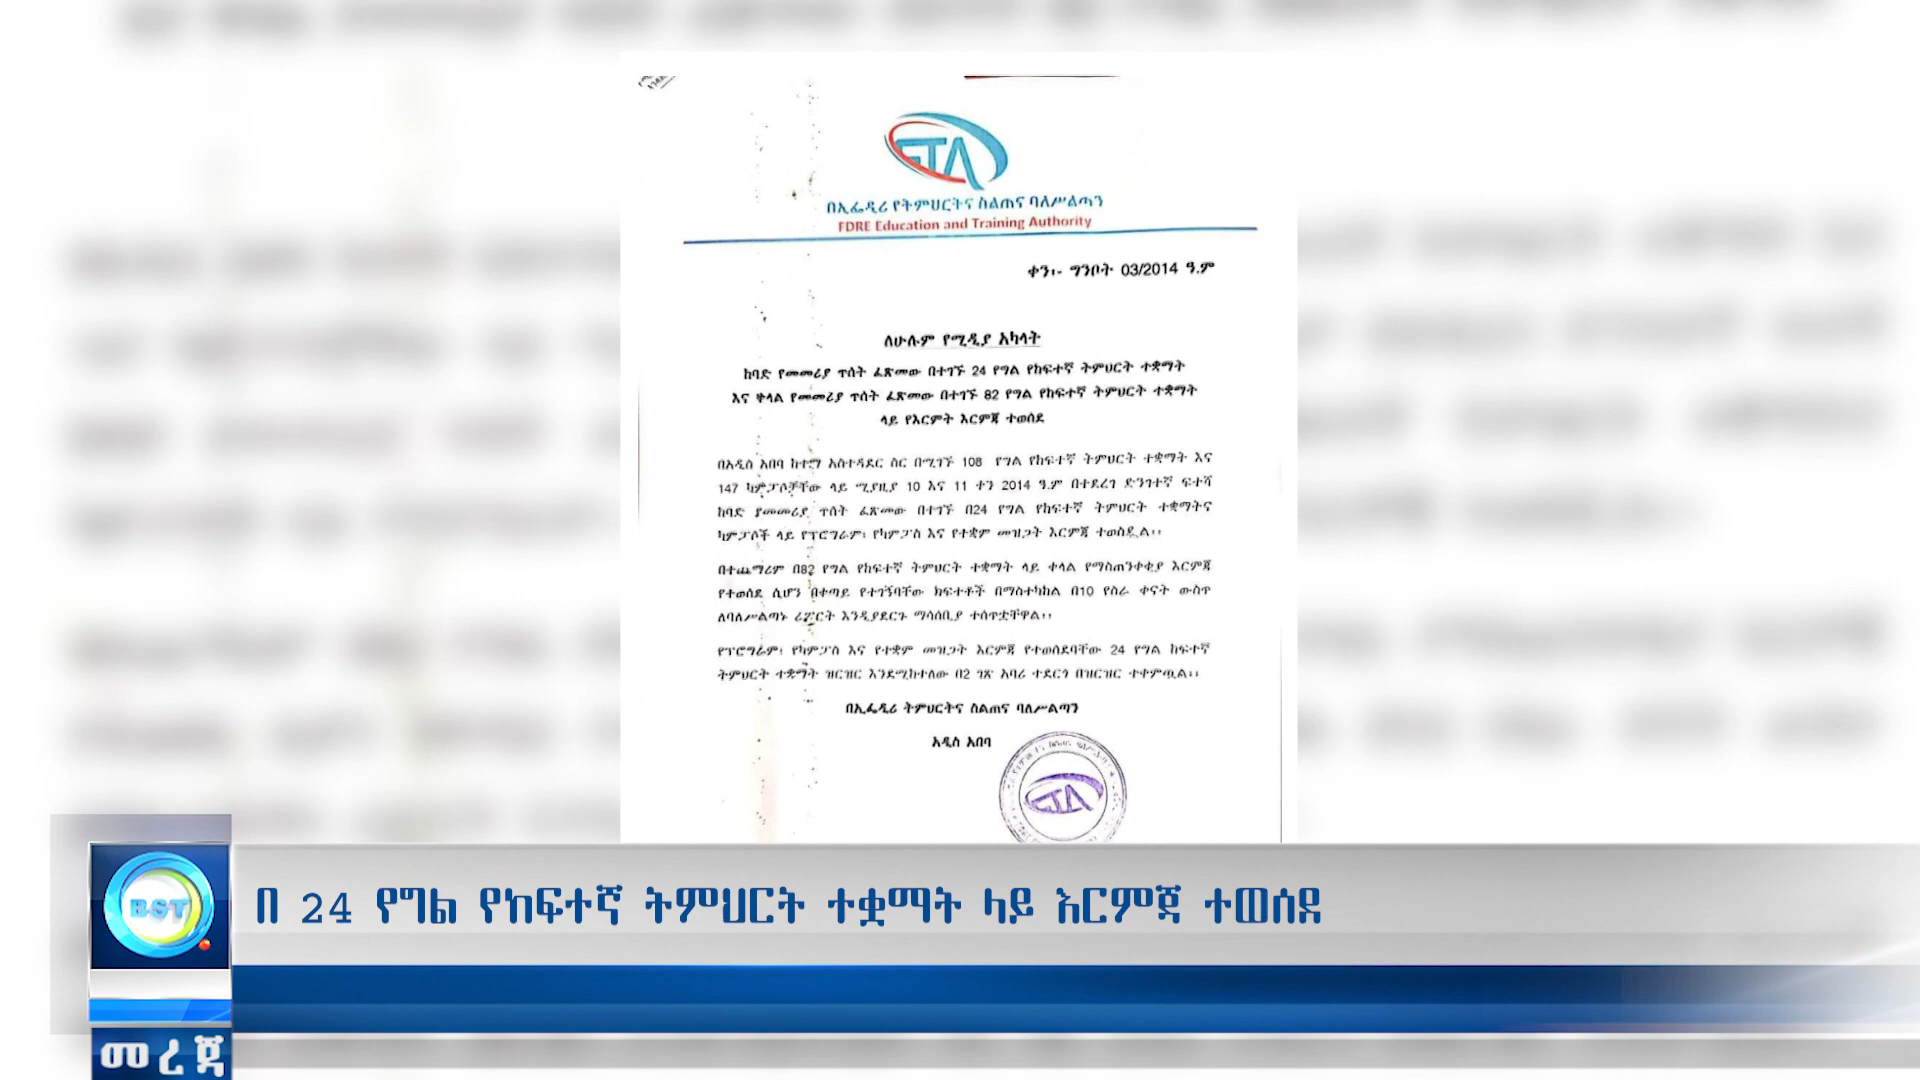 ETA
በኢፌዲሪ የትምህርትና ስልጠና ባለሥልጣን
FDRE Education and Training Authority
ቀን፡- ግንቦት 03/2014 ዓ.ም
ለሁሉም የሚዲያ አካላት
ከባድ የመመሪያ ጥሰት ፈጽመው በተገኙ 24 የግል የከፍተኛ ትምህርት ተቋማት
እና ቀላል የመመሪያ ጥሰት ፈጽመው በተገኙ 82 የግል የከፍተኛ ትምህርት ተቋማት
ላይ የእርምት እርምጃ ተወሰደ
በአዲስ አበባ ከተማ አስተዳደር ስር በሚገኙ 108 የግል የከፍተኛ ትምህርት ተቋማት እና
147 ካምፓሶቻቸው ላይ ሚያዚያ 10 እና 11 ቀን 2014 ዓ.ም በተደረገ ድንገተኛ ፍተሻ
ከባድ ያመመሪያ ጥሰት ፈጽመው በተገኙ በ24 የግል የከፍተኛ ትምህርት ተቋማትና
ካምፓሶች ላይ የፕሮግራም፣ የካምፓስ እና የተቋም መዝጋት እርምጃ ተወስዷል፡፡
በተጨማሪም በ82 የግል የከፍተኛ ትምህርት ተቋማት ላይ ቀላል የማስጠንቀቂያ እርምጃ
የተወሰደ ሲሆን በቀጣይ የተገኙባቸው ክፍተቶች በማስተካከል በ10 የስራ ቀናት ውስጥ
ለባለሥልጣኑ ሪፖርት እንዲያደርጉ ማሳሰቢያ ተሰጥቷቸዋል፡፡
የፕሮግራም፣ የካምፓስ እና የተቋም መዝጋት እርምጃ የተወሰደባቸው 24 የግል ከፍተኛ
ትምህርት ተቋማት ዝርዝር እንደሚከተለው በ2 ገጽ አባሪ ተደርጎ በዝርዝር ተቀምጧል፡፡
በኢፌዲሪ ትምህርትና ስልጠና ባለሥልጣን
አዲስ አበባ
ETA
BST
በ 24 የግል የከፍተኛ ትምህርት ተቋማት ላይ እርምጃ ተወሰደ
መረጃ